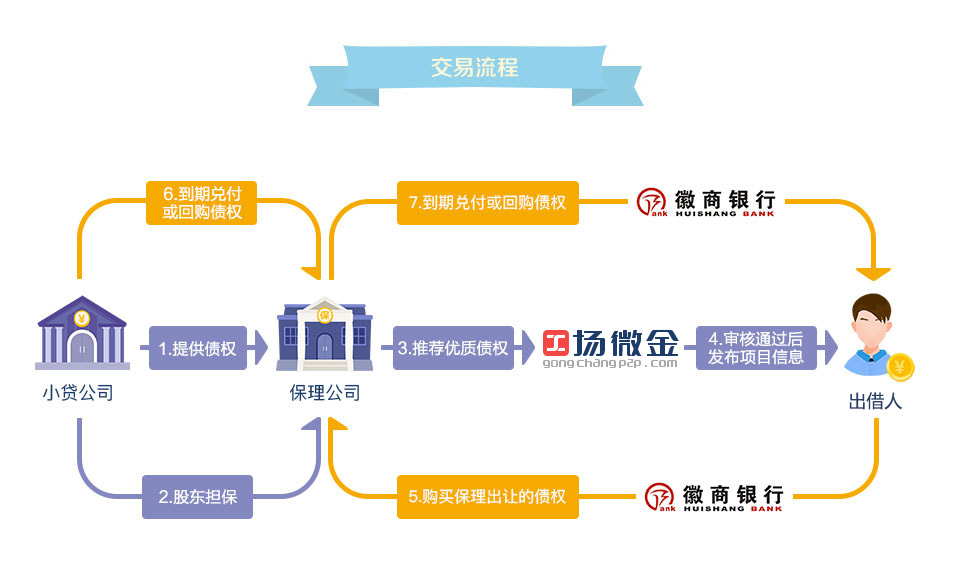 交易流程
6.到期兑付
或回购债权
7.到期兑付或回购债权
徽商银行
ank HUISHANG BANK
¥
保
1.提供债权
3.推荐优质债权
工场微金
gongchangp2p.com
4.审核通过后
发布项目信息
¥
小贷公司
保理公司
出借人
2.股东担保
5.购买保理出让的债权
徽商银行
ank HUISHANG BANK